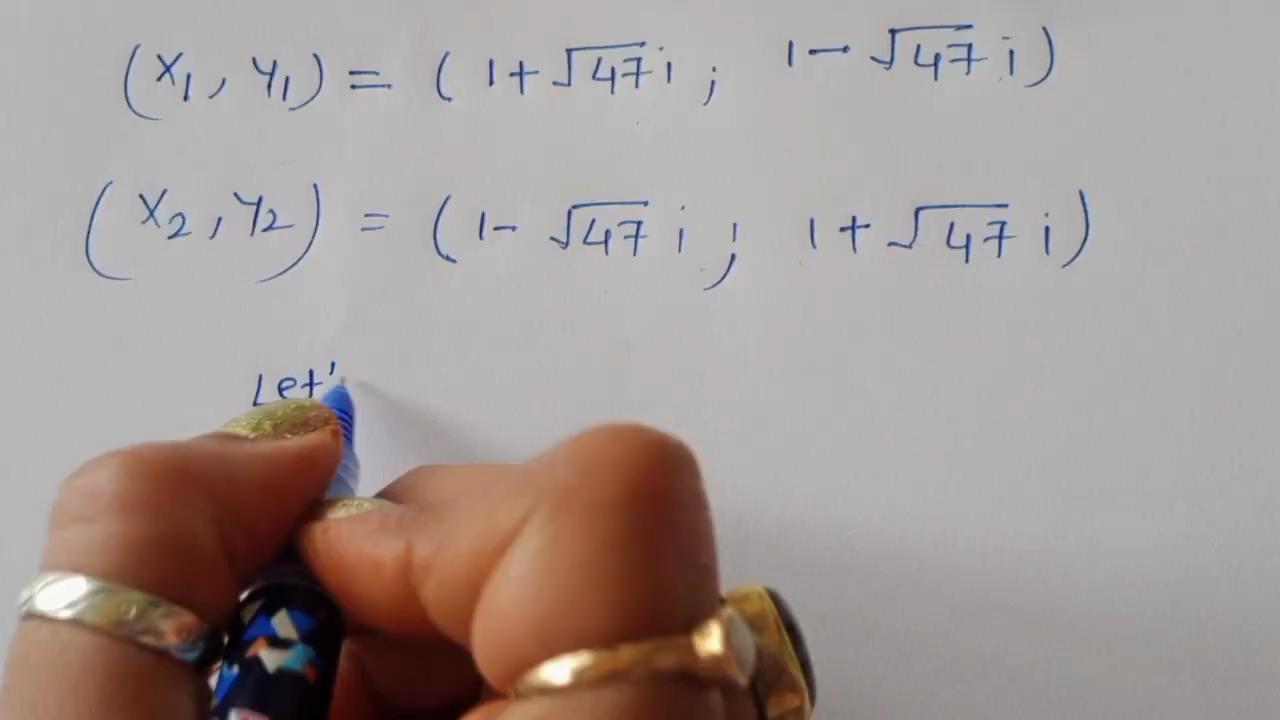 (x₁, y₁) = (1+√47 i ; 1-√47 i)
(x₂, y₂) = (1-√47 i ; 1+√47 i)
Let'